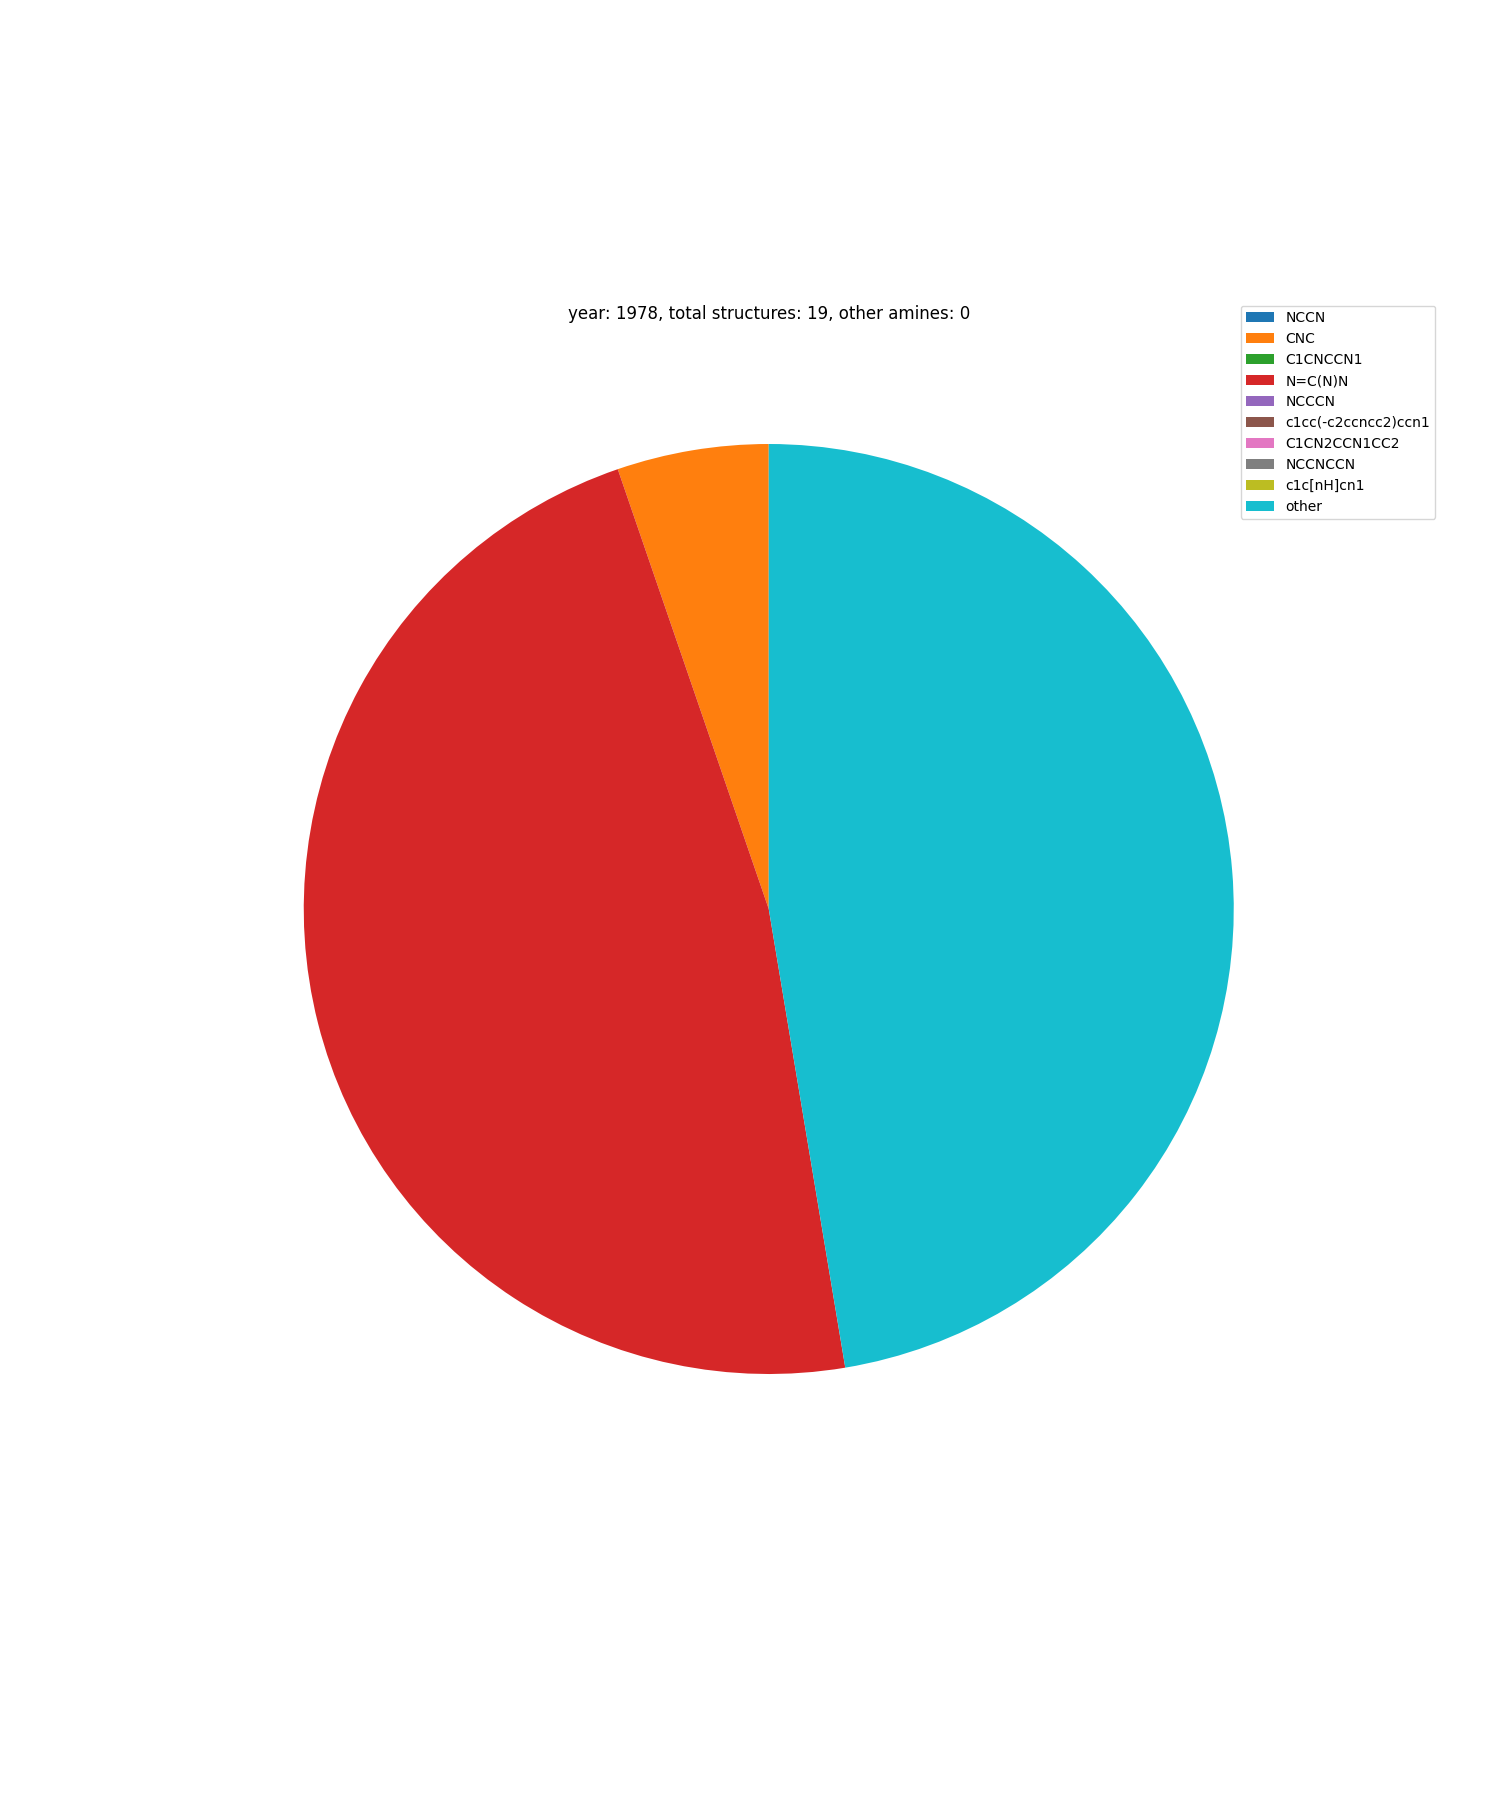 year: 1978, total structures: 19, other amines: 0
NCCN
CNC
C1CNCCN1
N=C(N)N
NCCCN
c1cc(-c2ccncc2)ccn1
C1CN2CCN1CC2
NCCNCCN
c1c[nH]cn1
other